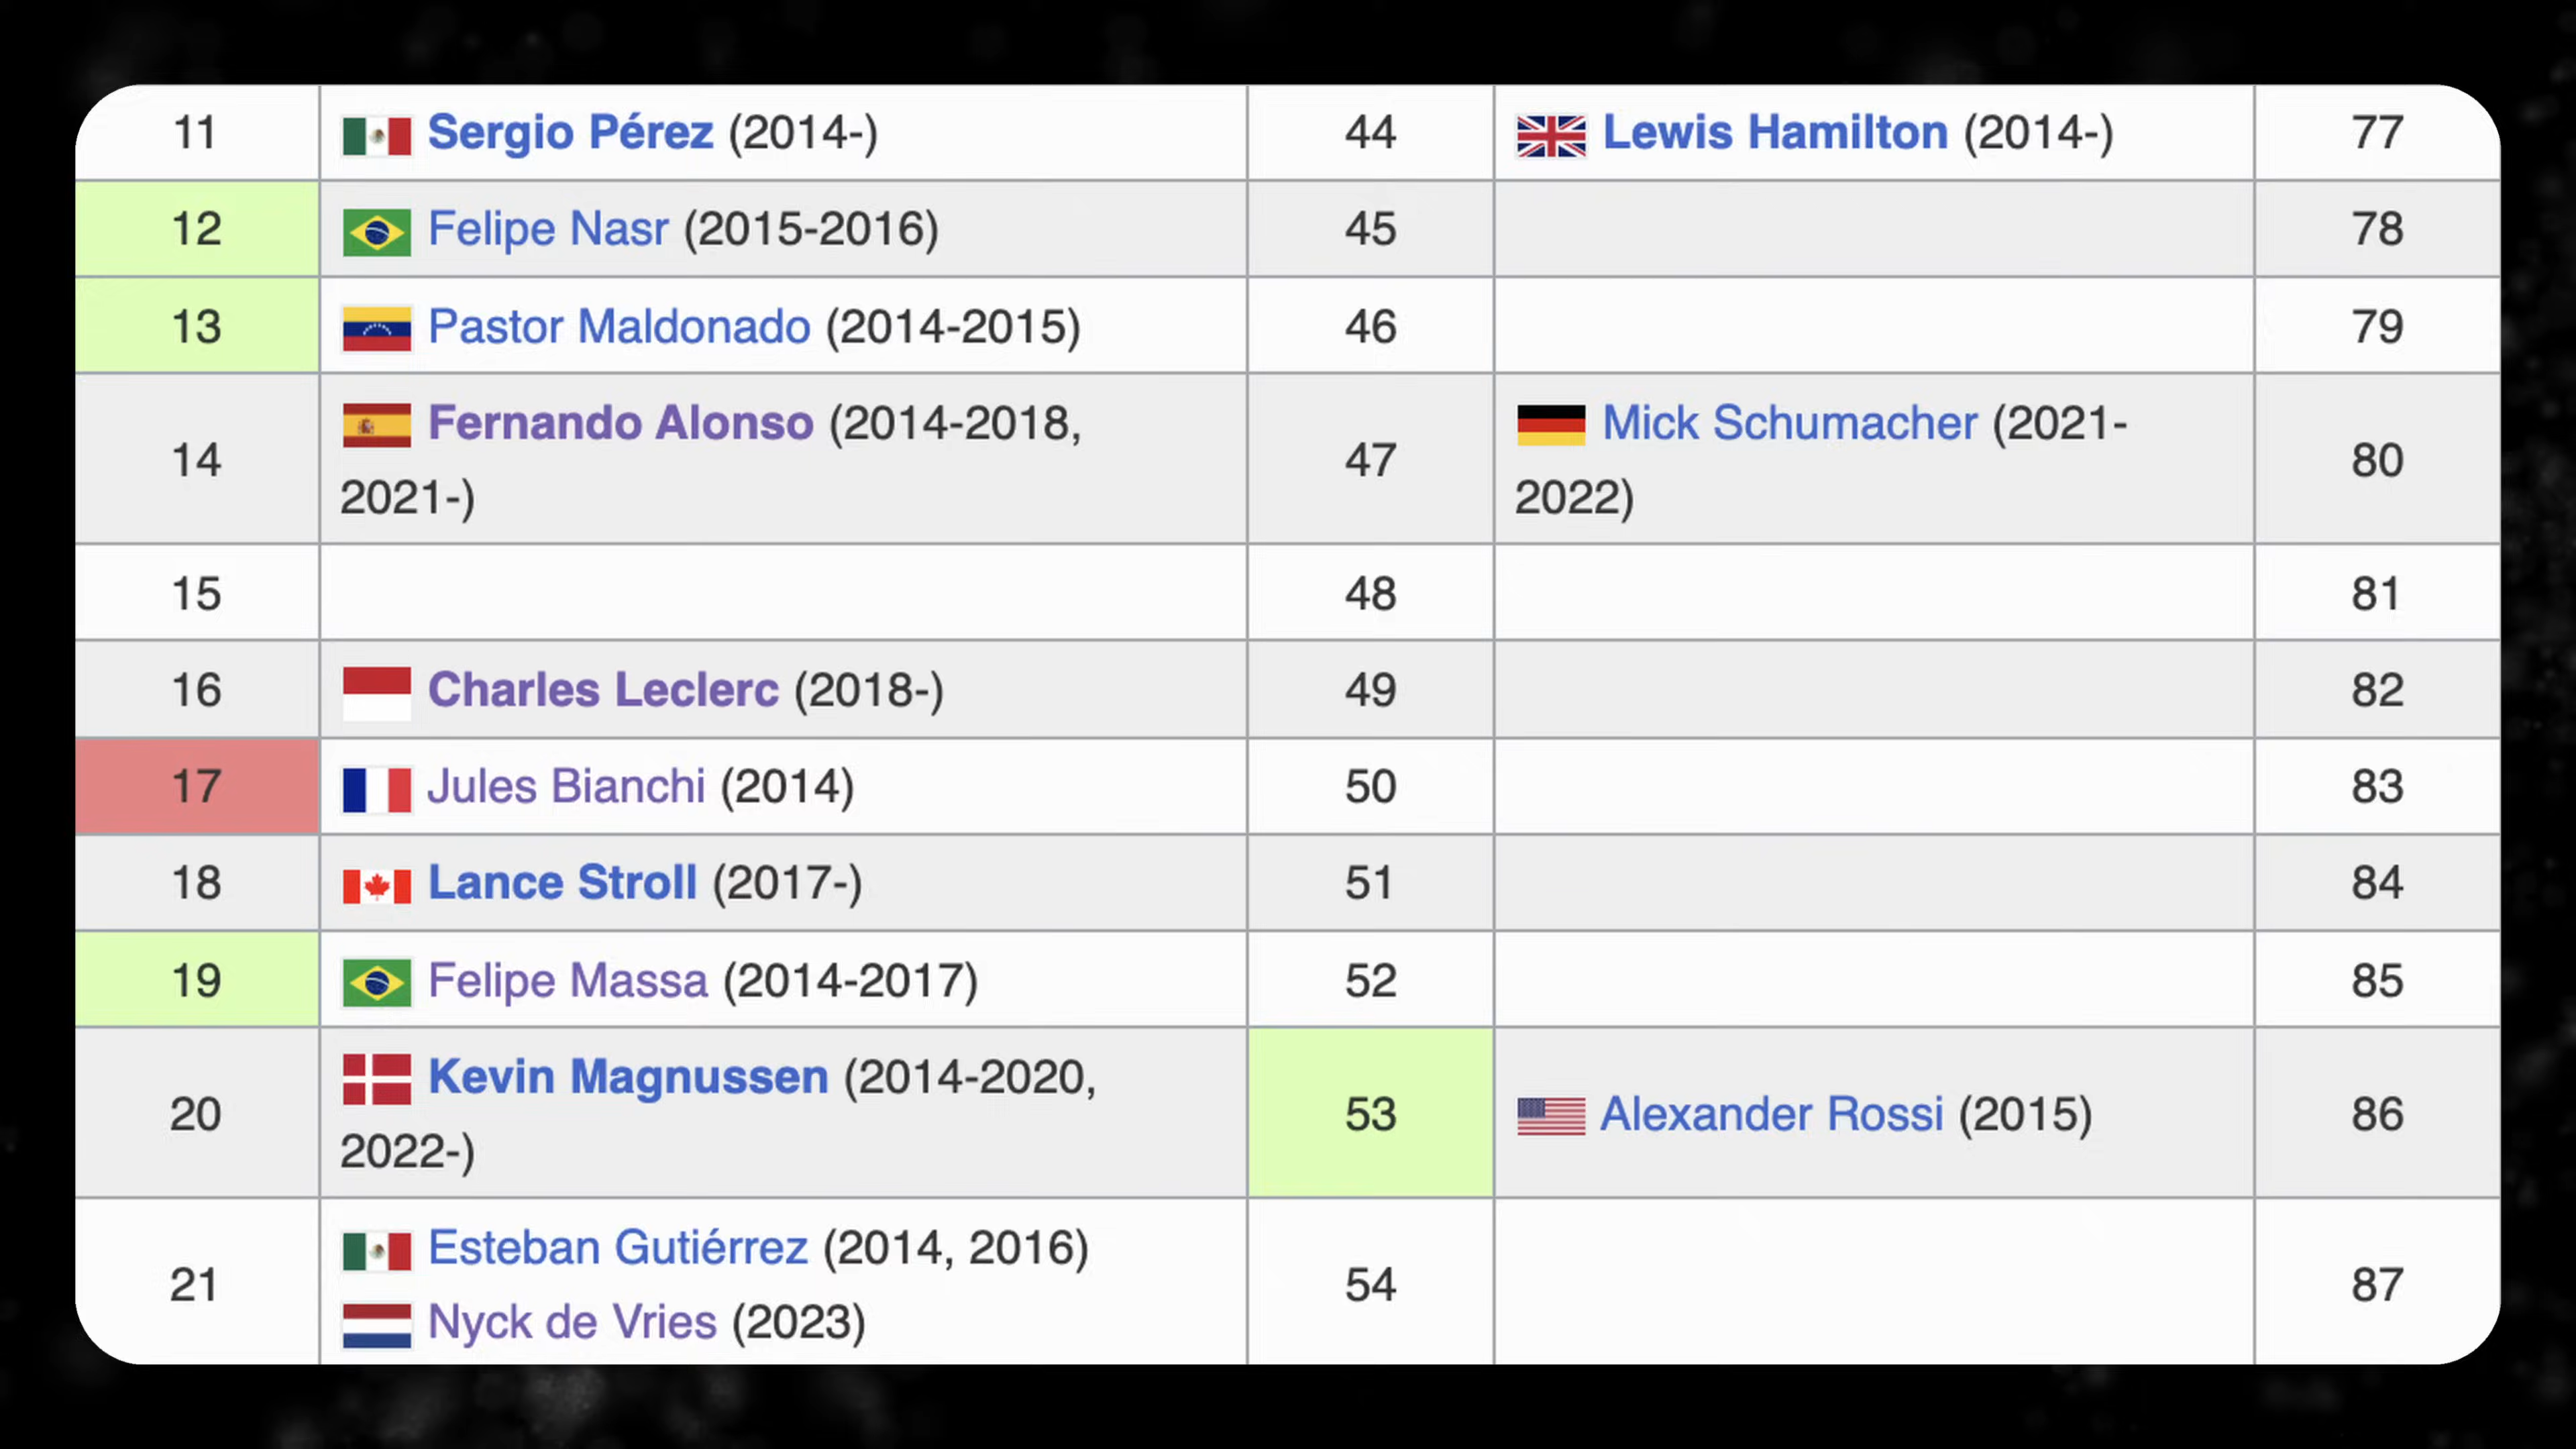 11 Sergio Pérez (2014-) 44 Lewis Hamilton (2014-) 77
12 Felipe Nasr (2015-2016) 45 78
13 Pastor Maldonado (2014-2015) 46 79
14 Fernando Alonso (2014-2018, 47 Mick Schumacher (2021- 80
2021-) 2022)
15 48 81
16 Charles Leclerc (2018-) 49 82
17 Jules Bianchi (2014) 50 83
18 Lance Stroll (2017-) 51 84
19 Felipe Massa (2014-2017) 52 85
20 Kevin Magnussen (2014-2020, 53 Alexander Rossi (2015) 86
2022-)
21 Esteban Gutiérrez (2014, 2016) 54 87
Nyck de Vries (2023)